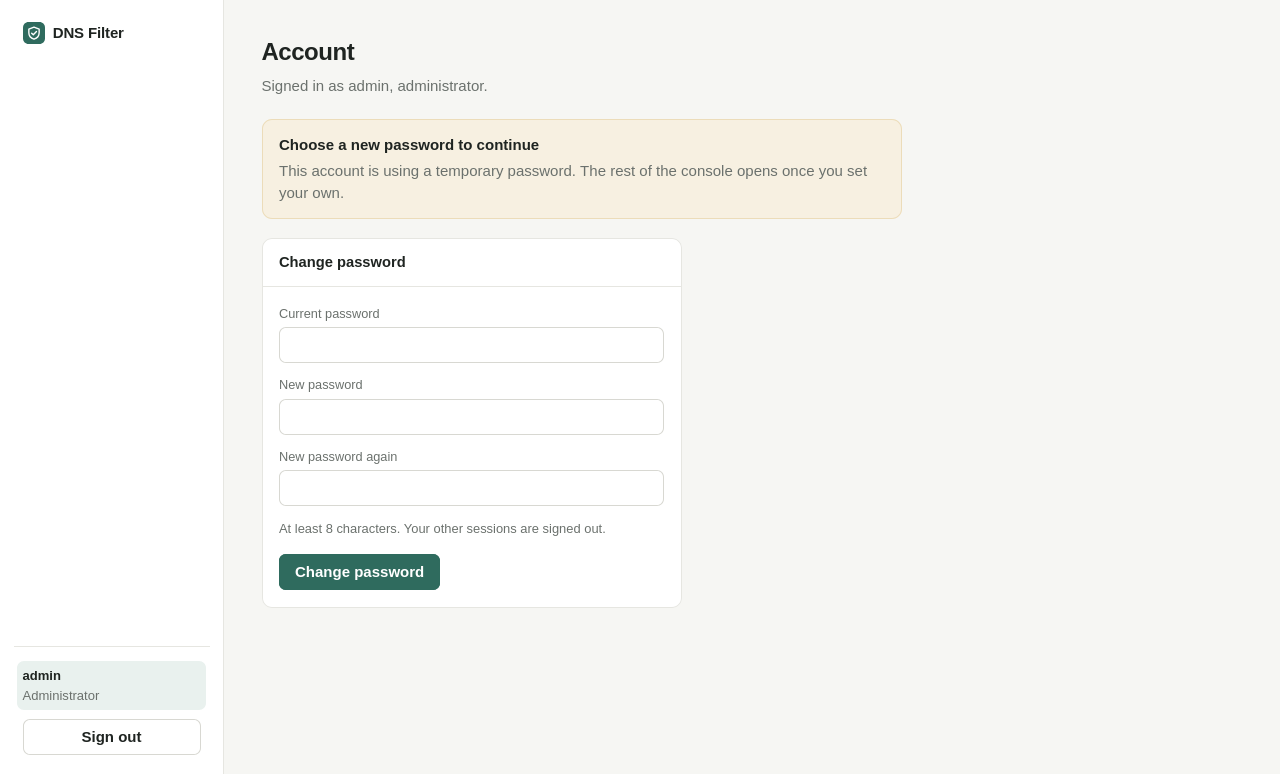 DNS Filter
Account
Signed in as admin, administrator.
Choose a new password to continue
This account is using a temporary password. The rest of the console opens once you set
your own.
Change password
Current password
New password
New password again
At least 8 characters. Your other sessions are signed out.
Change password
admin
Administrator
Sign out